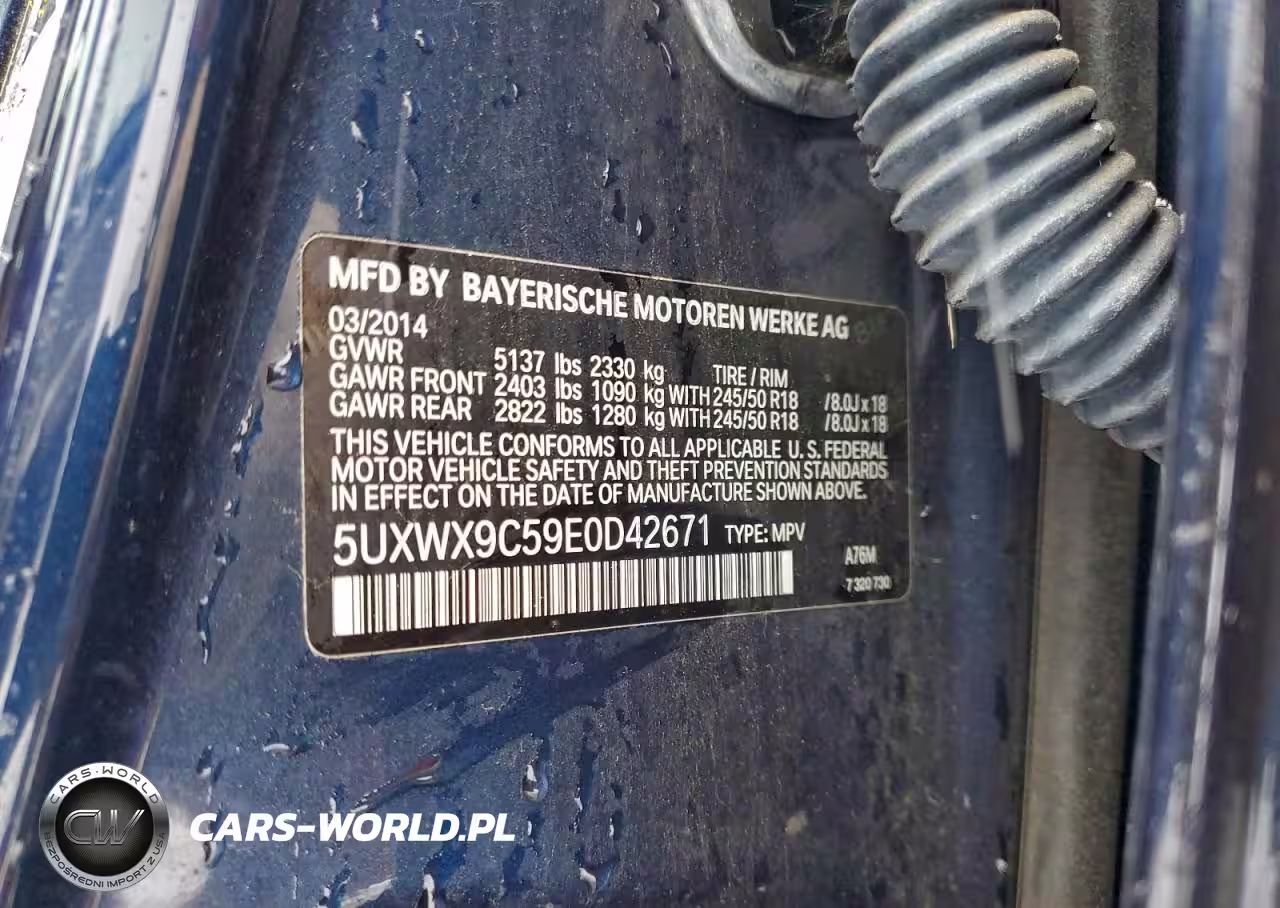 MFD BY BAYERISCHE MOTOREN WERKE AG
03/2014
GVWR 5137 lbs 2330 kg TIRE / RIM
GAWR FRONT 2403 lbs 1090 kg WITH 245/50 R18 /8.0J x 18
GAWR REAR 2822 lbs 1280 kg WITH 245/50 R18 /8.0J x 18
THIS VEHICLE CONFORMS TO ALL APPLICABLE U.S. FEDERAL
MOTOR VEHICLE SAFETY AND THEFT PREVENTION STANDARDS
IN EFFECT ON THE DATE OF MANUFACTURE SHOWN ABOVE.
5UXWX9C59E0D42671 TYPE: MPV
A76M
7 320 730
CARS-WORLD
CW
BEZPOŚREDNI IMPORT Z USA
CARS-WORLD.PL